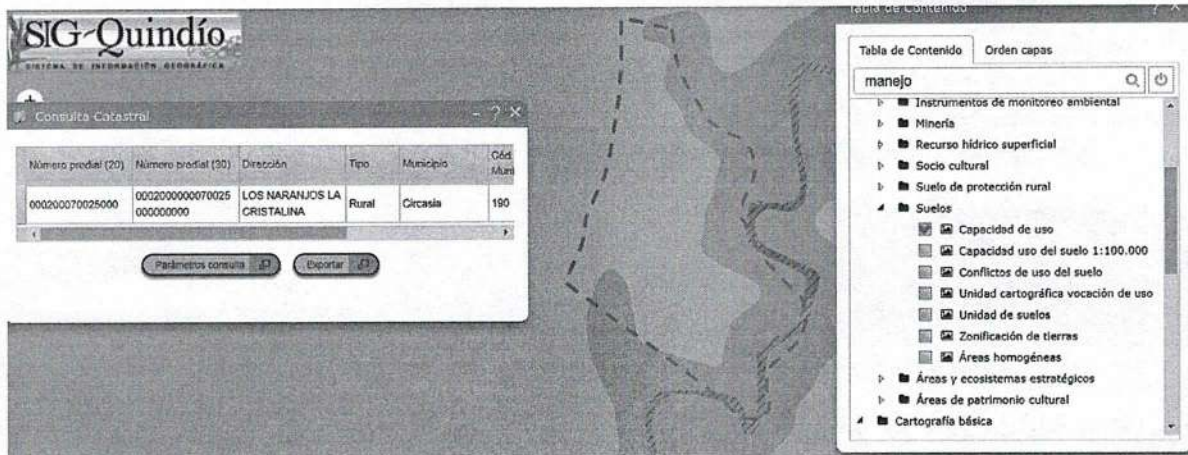 SIG-Quindío
SISTEMA DE INFORMACIÓN GEOGRÁFICA
Consulta Catastral
- ? ×
Número predial (20) Número predial (30) Dirección Tipo Municipio Cód. Muni
000200070025000 0002000000070025 000000000 LOS NARANJOS LA CRISTALINA Rural Circasia 190
Parámetros consulta
Exportar
Tabla de Contenido
? ×
Tabla de Contenido Orden capas
manejo
Instrumentos de monitoreo ambiental
Minería
Recurso hídrico superficial
Socio cultural
Suelo de protección rural
Suelos
Capacidad de uso
Capacidad uso del suelo 1:100.000
Conflictos de uso del suelo
Unidad cartográfica vocación de uso
Unidad de suelos
Zonificación de tierras
Áreas homogéneas
Áreas y ecosistemas estratégicos
Áreas de patrimonio cultural
Cartografía básica